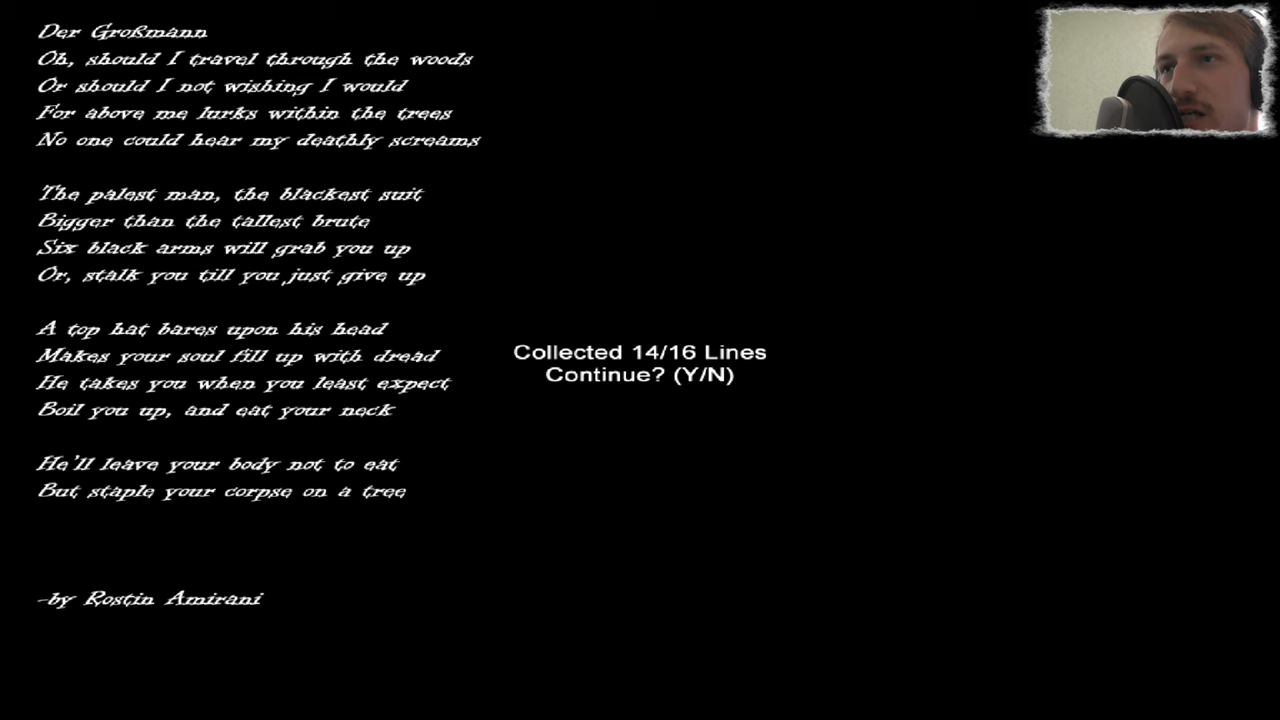 Der Großmann
Oh, should I travel through the woods
Or should I not wishing I would
For above me lurks within the trees
No one could hear my deathly screams
The palest man, the blackest suit
Bigger than the tallest brute
Six black arms will grab you up
Or, stalk you till you just give up
A top hat bares upon his head
Makes your soul fill up with dread
He takes you when you least expect
Boil you up, and eat your neck
He'll leave your body not to eat
But staple your corpse on a tree
-by Rostin Amirani
Collected 14/16 Lines
Continue? (Y/N)